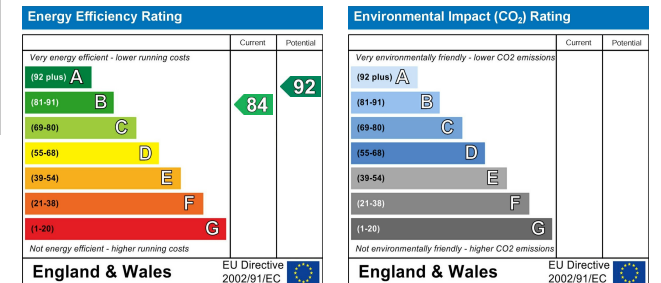 Energy Efficiency Rating
Current Potential
Very energy efficient - lower running costs
(92 plus) A
(81-91) B
(69-80) C
(55-68) D
(39-54) E
(21-38) F
(1-20) G
84
92
Not energy efficient - higher running costs
England & Wales
EU Directive
2002/91/EC
Environmental Impact (CO₂) Rating
Current Potential
Very environmentally friendly - lower CO2 emissions
(92 plus) A
(81-91) B
(69-80) C
(55-68) D
(39-54) E
(21-38) F
(1-20) G
Not environmentally friendly - higher CO2 emissions
England & Wales
EU Directive
2002/91/EC